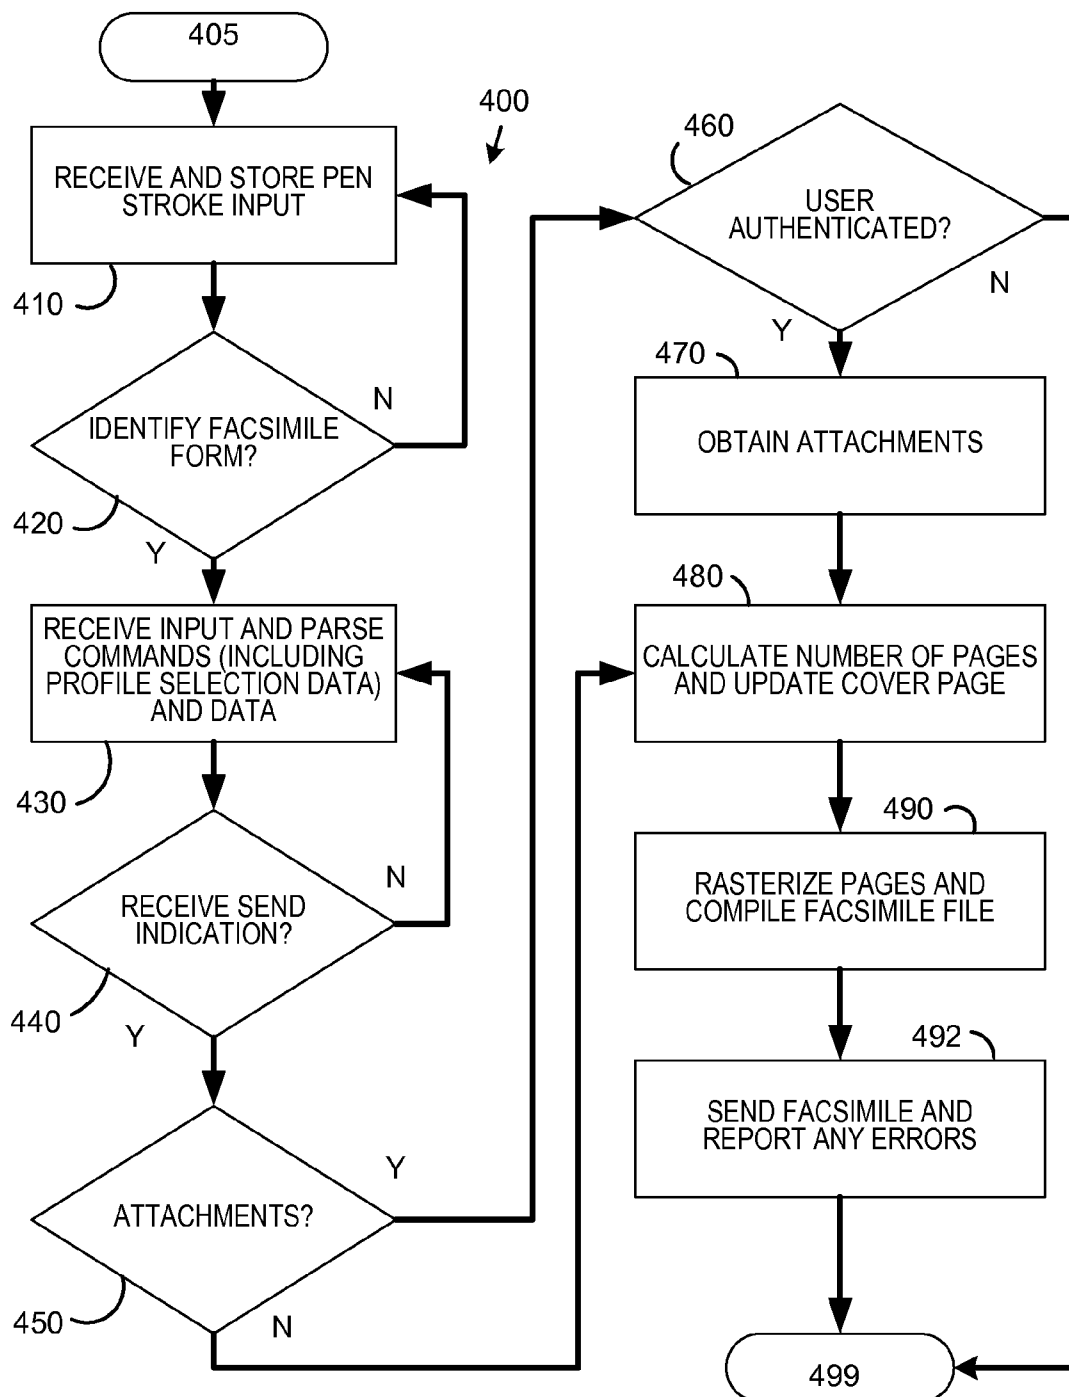 405
400
RECEIVE AND STORE PEN
STROKE INPUT
410
IDENTIFY FACSIMILE
FORM?
N
420
Y
RECEIVE INPUT AND PARSE
COMMANDS (INCLUDING
PROFILE SELECTION DATA)
AND DATA
430
RECEIVE SEND
INDICATION?
N
440
Y
ATTACHMENTS?
Y
450
N
460
USER
AUTHENTICATED?
N
Y
470
OBTAIN ATTACHMENTS
480
CALCULATE NUMBER OF PAGES
AND UPDATE COVER PAGE
490
RASTERIZE PAGES AND
COMPILE FACSIMILE FILE
492
SEND FACSIMILE AND
REPORT ANY ERRORS
499